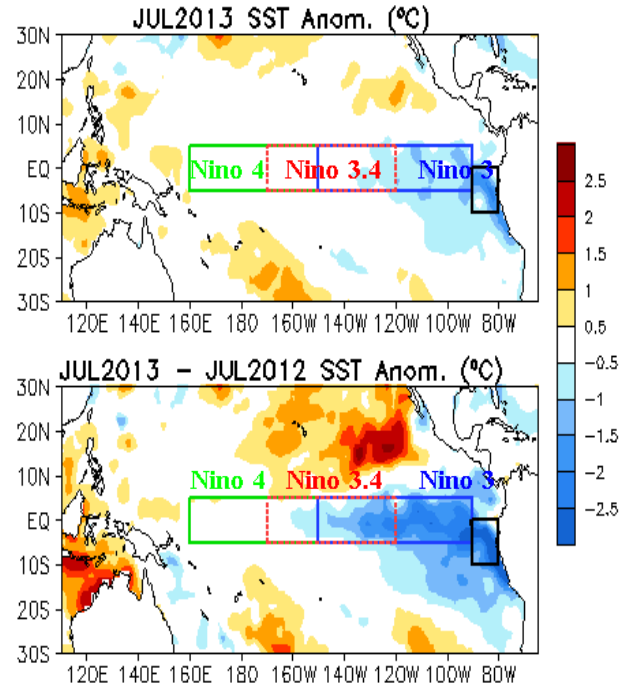 JUL2013 SST Anom. (ºC)
30N
20N
10N
EQ
10S
20S
30S
Nino 4 Nino 3.4 Nino 3
120E 140E 160E 180 160W 140W 120W 100W 80W
2.5
2
1.5
1
0.5
-0.5
-1
-1.5
-2
-2.5
JUL2013 - JUL2012 SST Anom. (ºC)
30N
20N
10N
EQ
10S
20S
30S
Nino 4 Nino 3.4 Nino 3
120E 140E 160E 180 160W 140W 120W 100W 80W